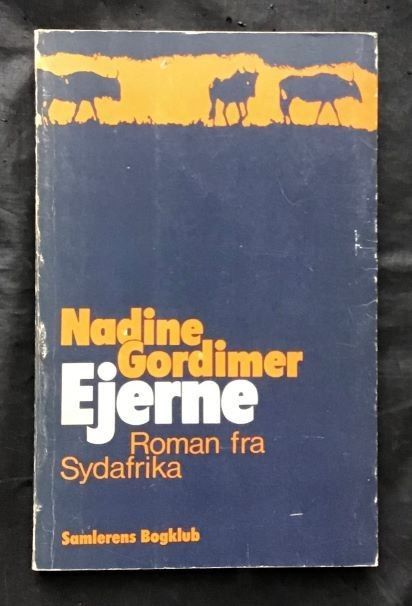 Nadine
Gordimer
Ejerne
Roman fra
Sydafrika
Samlerens Bogklub